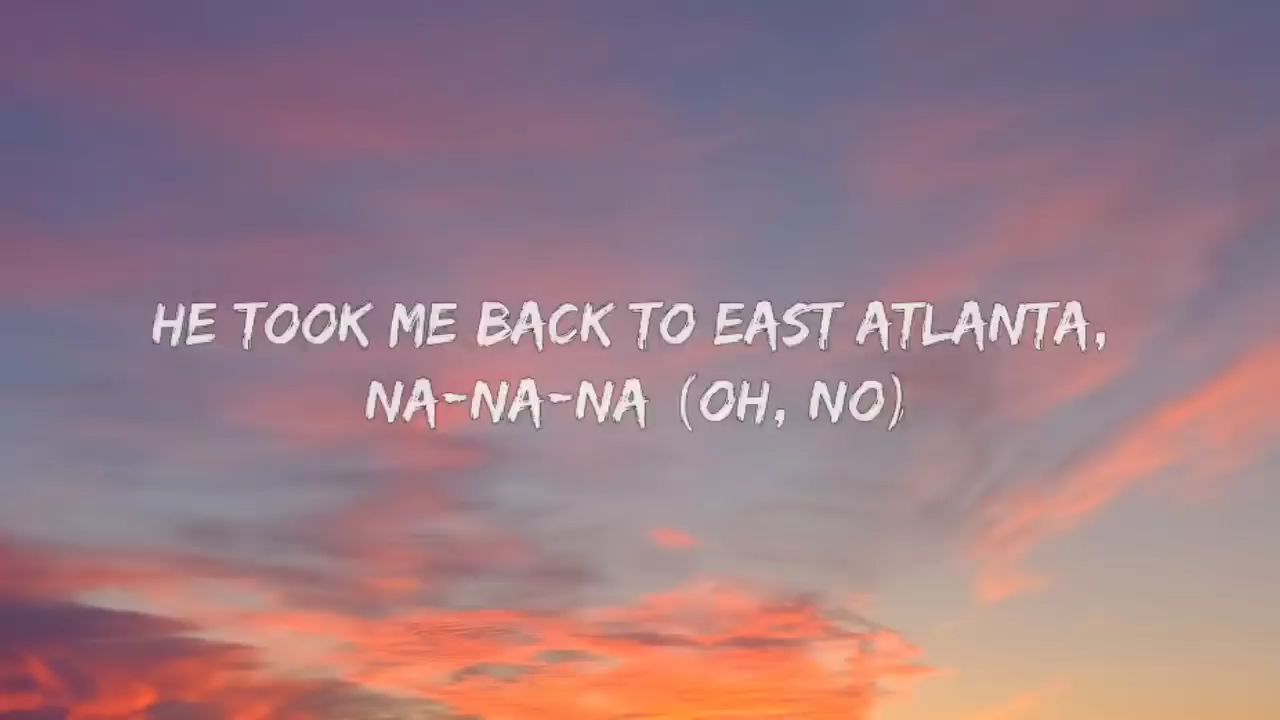 HE TOOK ME BACK TO EAST ATLANTA,
NA-NA-NA (OH, NO)